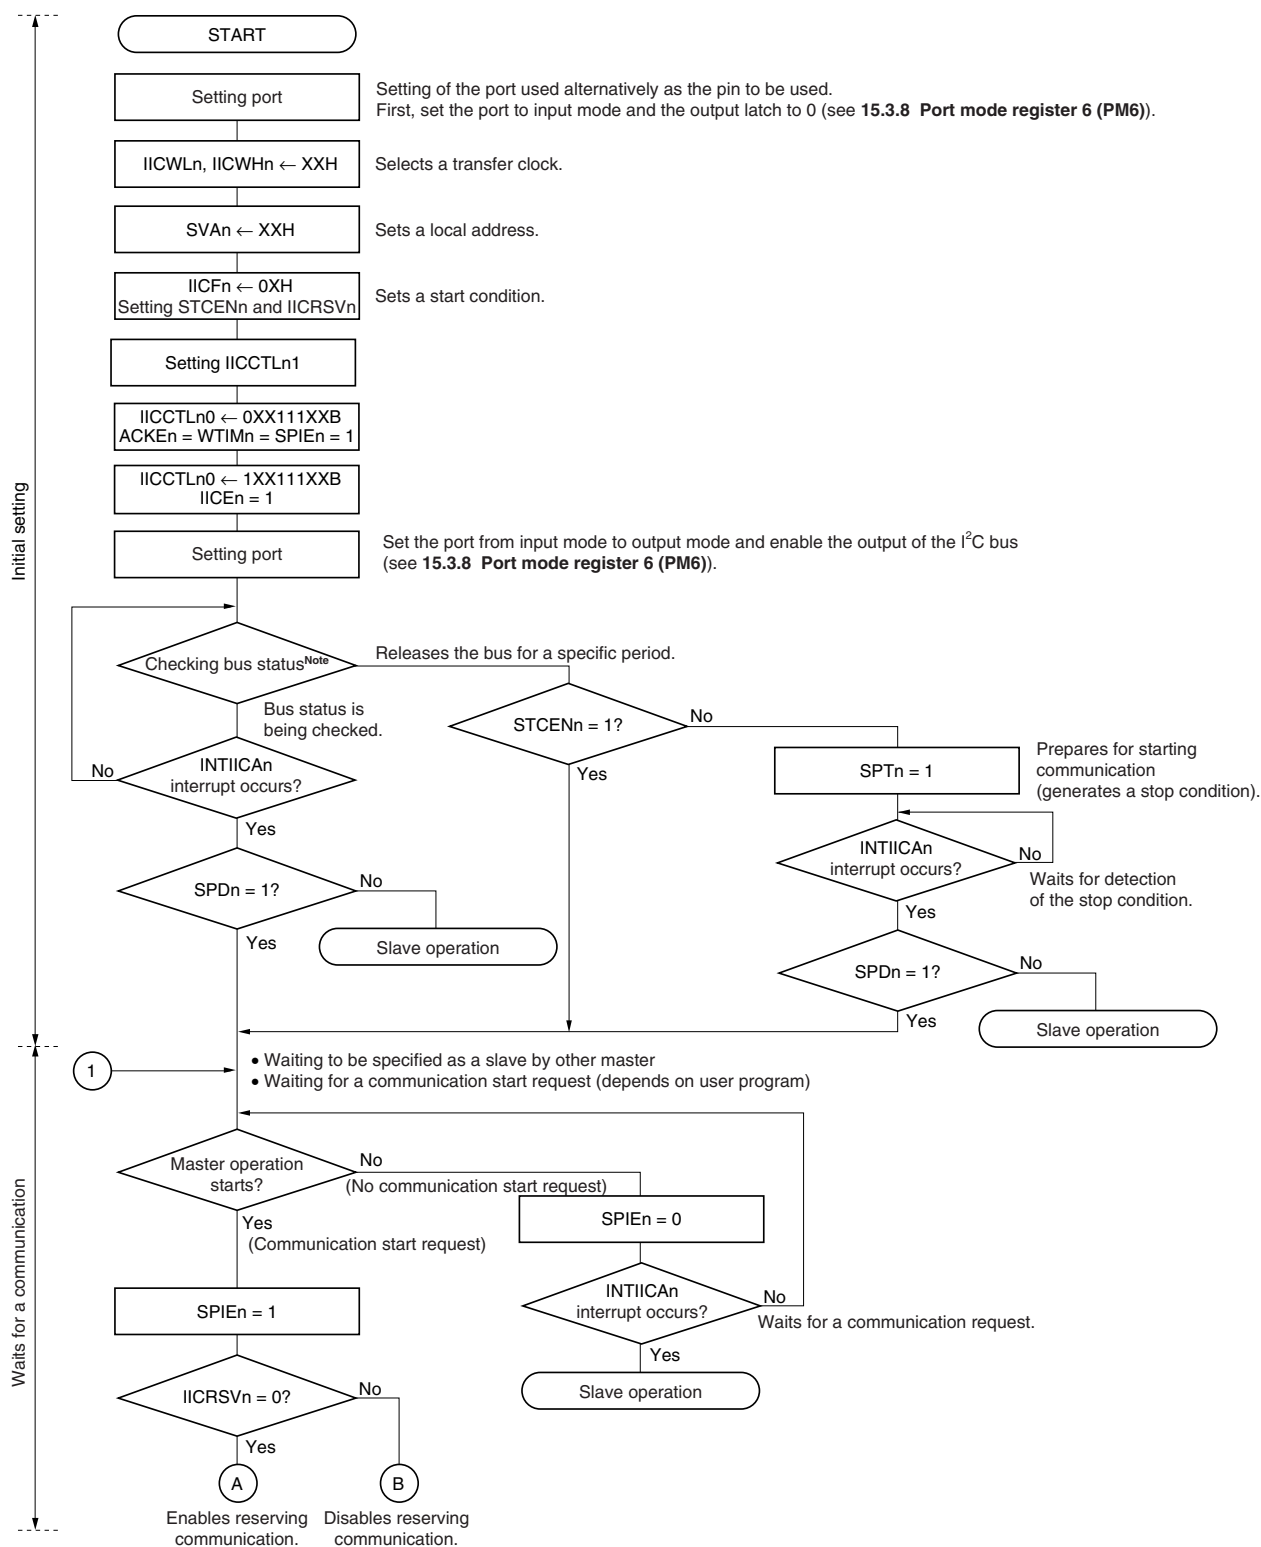 START
Setting port
Setting of the port used alternatively as the pin to be used.
First, set the port to input mode and the output latch to 0 (see 15.3.8 Port mode register 6 (PM6)).
IICWLn, IICWHn ← XXH
Selects a transfer clock.
SVAn ← XXH
Sets a local address.
IICFn ← 0XH
Setting STCENn and IICRSVn
Sets a start condition.
Setting IICCTLn1
IICCTLn0 ← 0XX111XXB
ACKEn = WTIMn = SPIEn = 1
IICCTLn0 ← 1XX111XXB
IICEn = 1
Initial setting
Setting port
Set the port from input mode to output mode and enable the output of the I²C bus
(see 15.3.8 Port mode register 6 (PM6)).
Checking bus status Note
Releases the bus for a specific period.
Bus status is
being checked.
STCENn = 1?
No
Yes
SPTn = 1
Prepares for starting
communication
(generates a stop condition).
INTIICAn
interrupt occurs?
No
Yes
INTIICAn
interrupt occurs?
No
Waits for detection
of the stop condition.
Yes
SPDn = 1?
No
Yes
Slave operation
SPDn = 1?
No
Yes
Slave operation
1
• Waiting to be specified as a slave by other master
• Waiting for a communication start request (depends on user program)
Waits for a communication
Master operation
starts?
No
(No communication start request)
Yes
(Communication start request)
SPIEn = 0
INTIICAn
interrupt occurs?
No
Waits for a communication request.
Yes
Slave operation
SPIEn = 1
IICRSVn = 0?
No
Yes
A
B
Enables reserving
communication.
Disables reserving
communication.